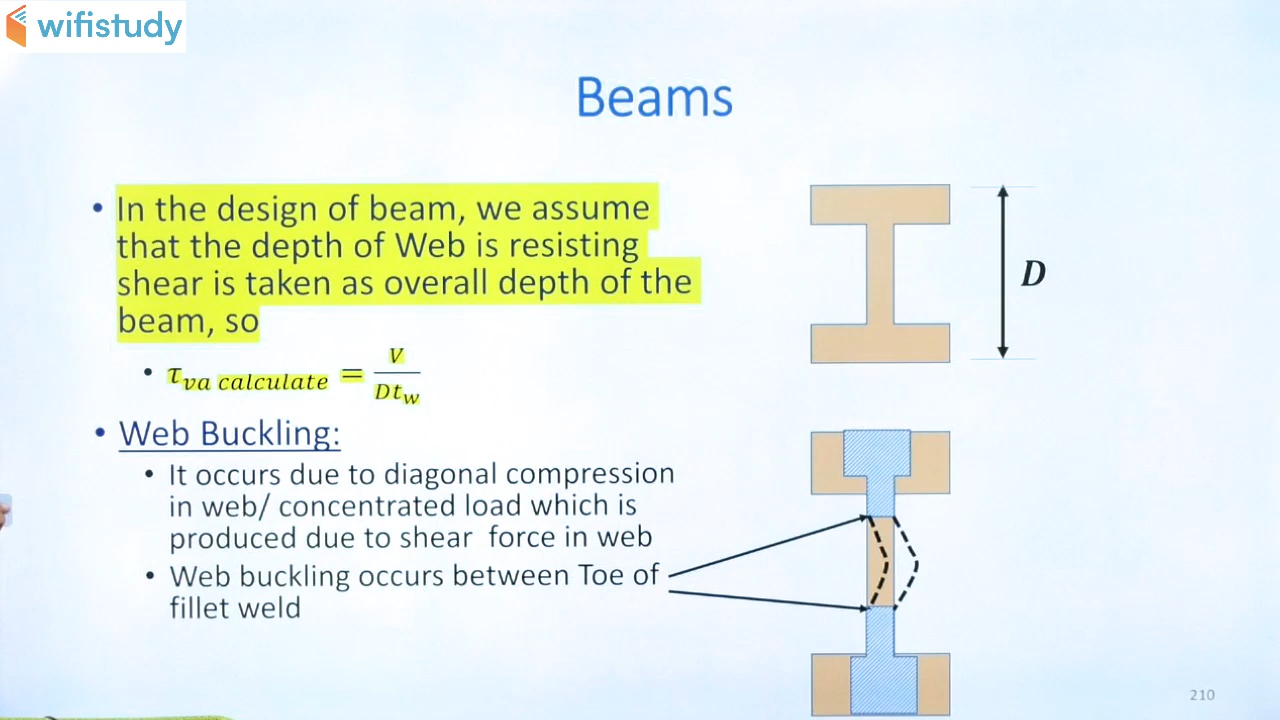 wifistudy
Beams
• In the design of beam, we assume
that the depth of Web is resisting
shear is taken as overall depth of the
beam, so
• τva calculate = V/Dtw
D
• Web Buckling:
• It occurs due to diagonal compression
in web/ concentrated load which is
produced due to shear force in web
• Web buckling occurs between Toe of
fillet weld
210